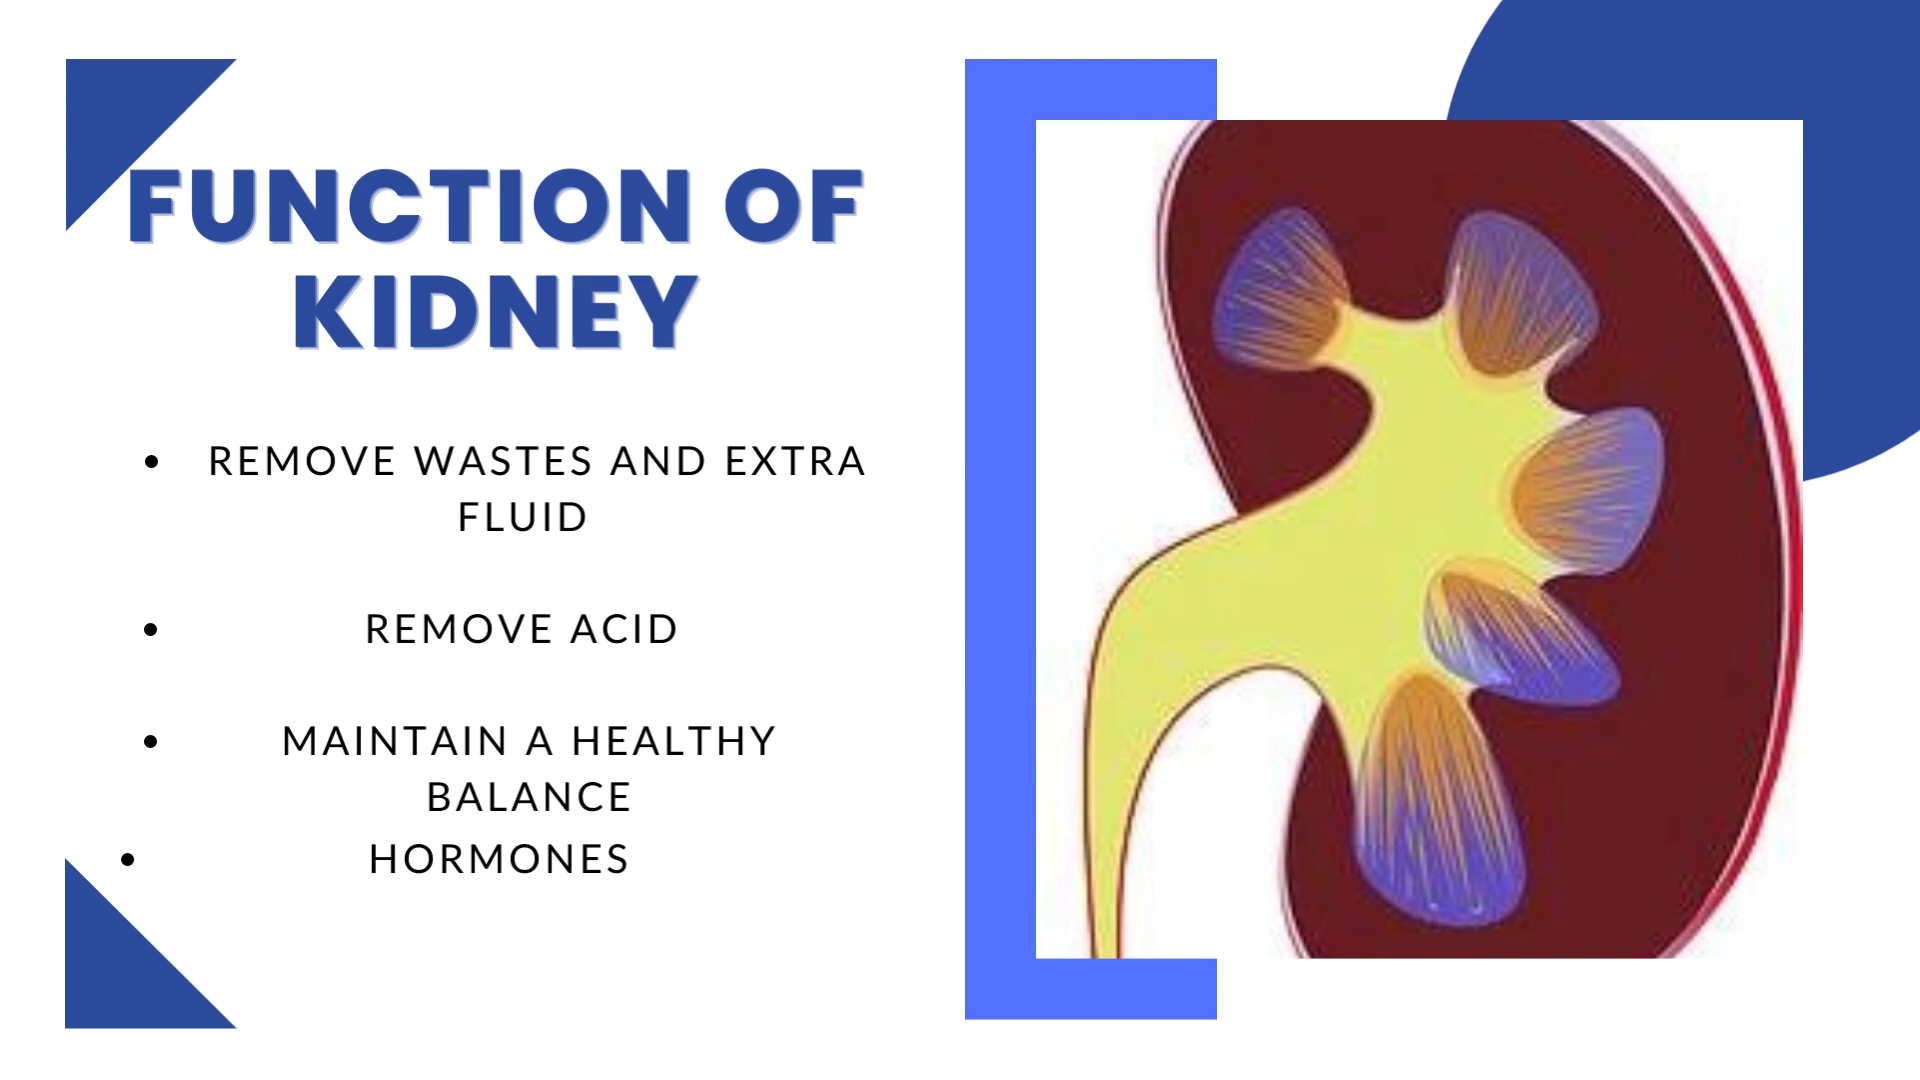 FUNCTION OF
KIDNEY
• REMOVE WASTES AND EXTRA
FLUID
• REMOVE ACID
• MAINTAIN A HEALTHY
BALANCE
• HORMONES